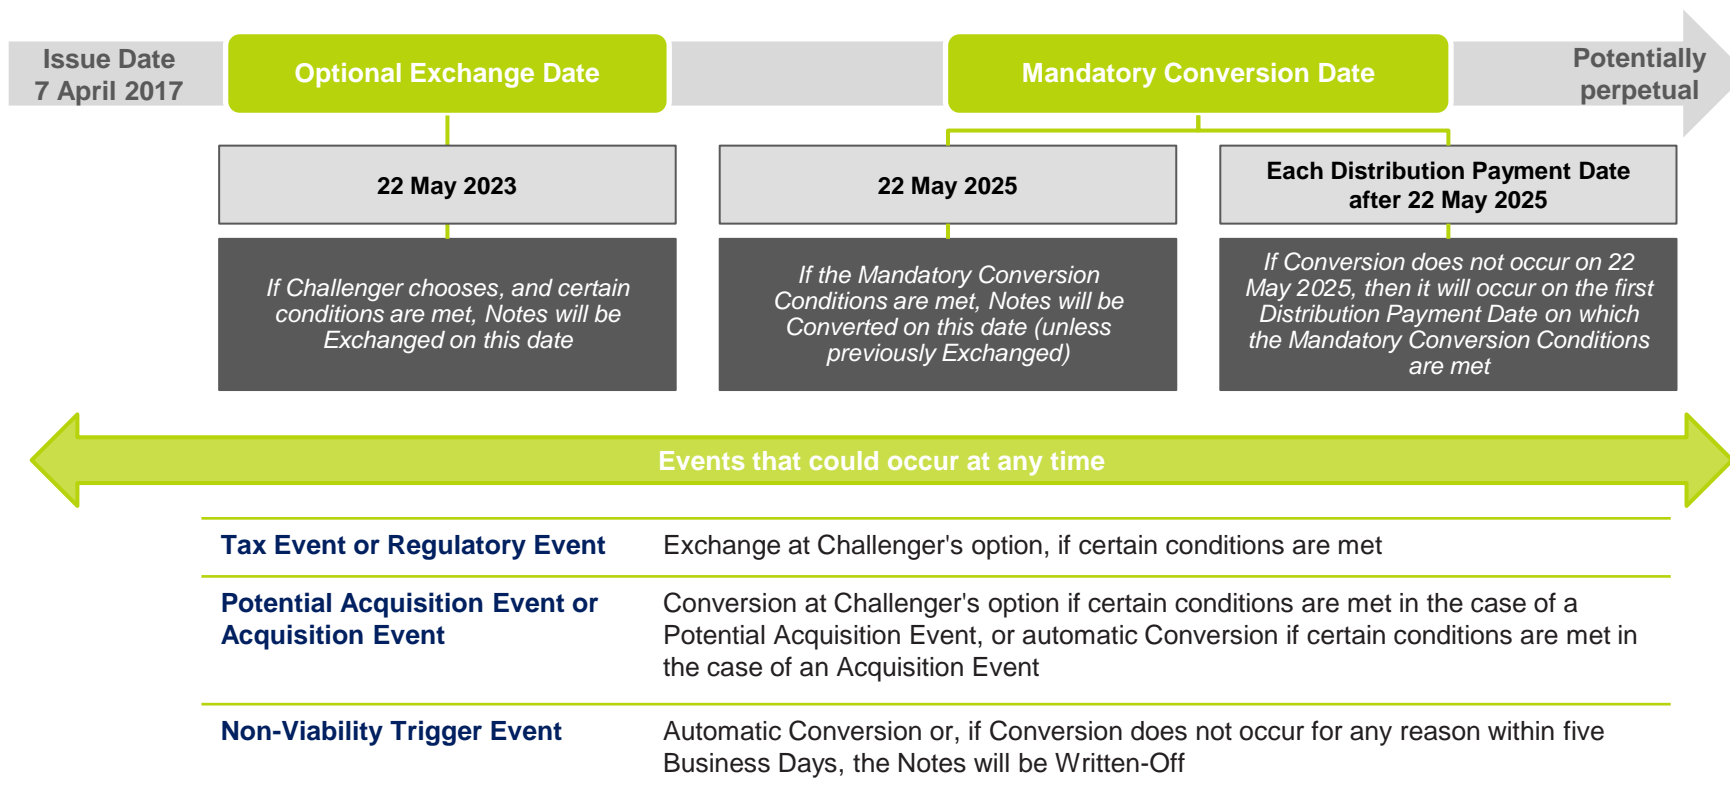 Issue Date
7 April 2017
Optional Exchange Date
Mandatory Conversion Date
Potentially
perpetual
22 May 2023
22 May 2025
Each Distribution Payment Date
after 22 May 2025
If Challenger chooses, and certain
conditions are met, Notes will be
Exchanged on this date
If the Mandatory Conversion
Conditions are met, Notes will be
Converted on this date (unless
previously Exchanged)
If Conversion does not occur on 22
May 2025, then it will occur on the first
Distribution Payment Date on which
the Mandatory Conversion Conditions
are met
Events that could occur at any time
Tax Event or Regulatory Event
Exchange at Challenger's option, if certain conditions are met
Potential Acquisition Event or
Acquisition Event
Conversion at Challenger's option if certain conditions are met in the case of a
Potential Acquisition Event, or automatic Conversion if certain conditions are met in
the case of an Acquisition Event
Non-Viability Trigger Event
Automatic Conversion or, if Conversion does not occur for any reason within five
Business Days, the Notes will be Written-Off